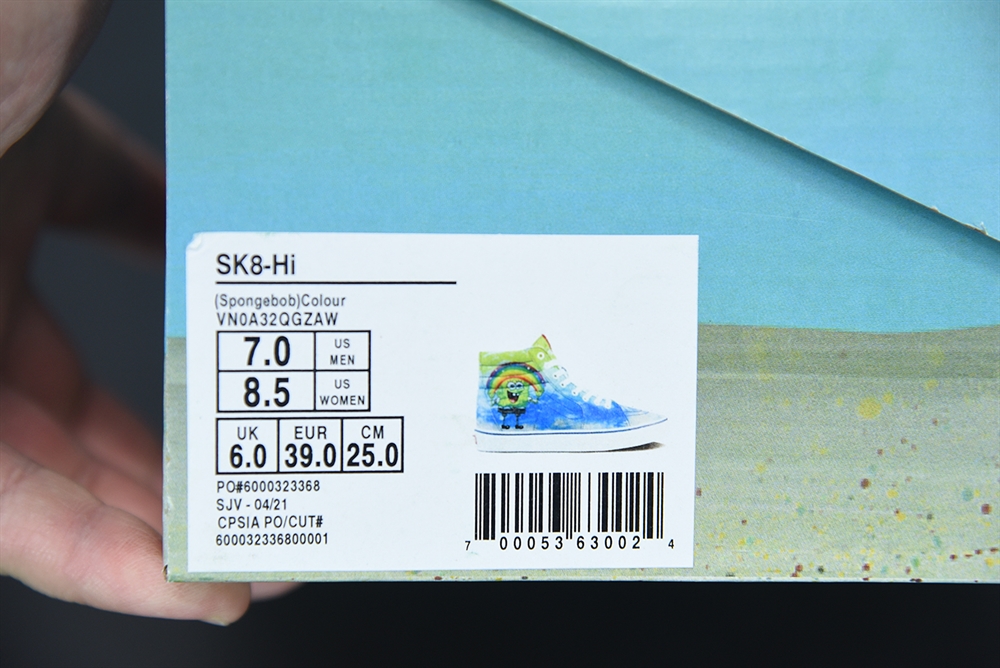 SK8-Hi
(Spongebob)Colour
VN0A32QGZAW
7.0 US MEN
8.5 US WOMEN
UK EUR CM
6.0 39.0 25.0
PO#6000323368
SJV - 04/21
CPSIA PO/CUT#
600032336800001
7 00053 63002 4